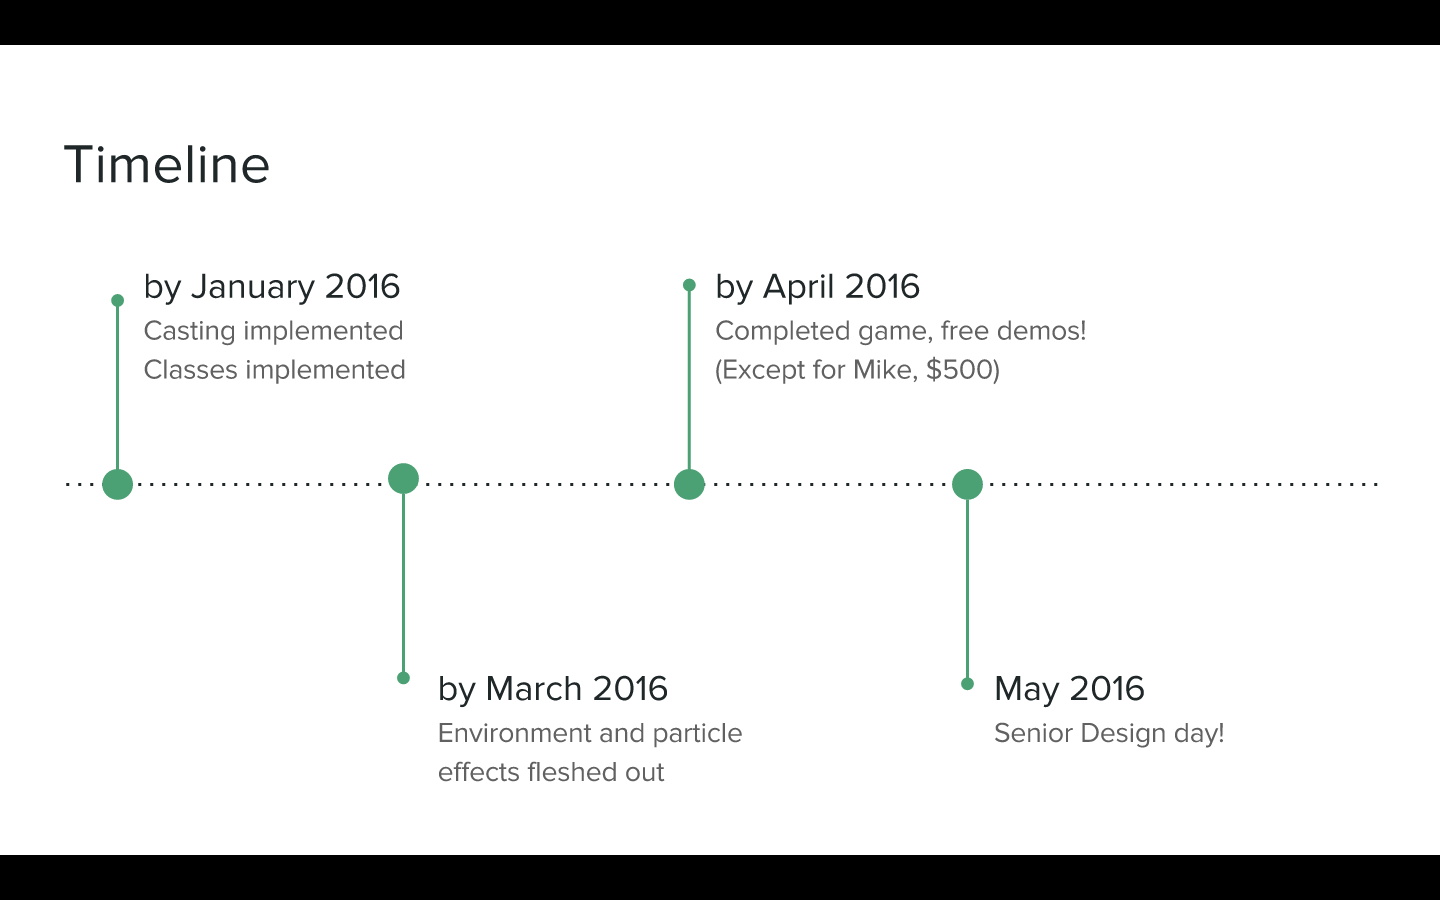 Timeline
by January 2016
Casting implemented
Classes implemented
by April 2016
Completed game, free demos!
(Except for Mike, $500)
by March 2016
Environment and particle
effects fleshed out
May 2016
Senior Design day!